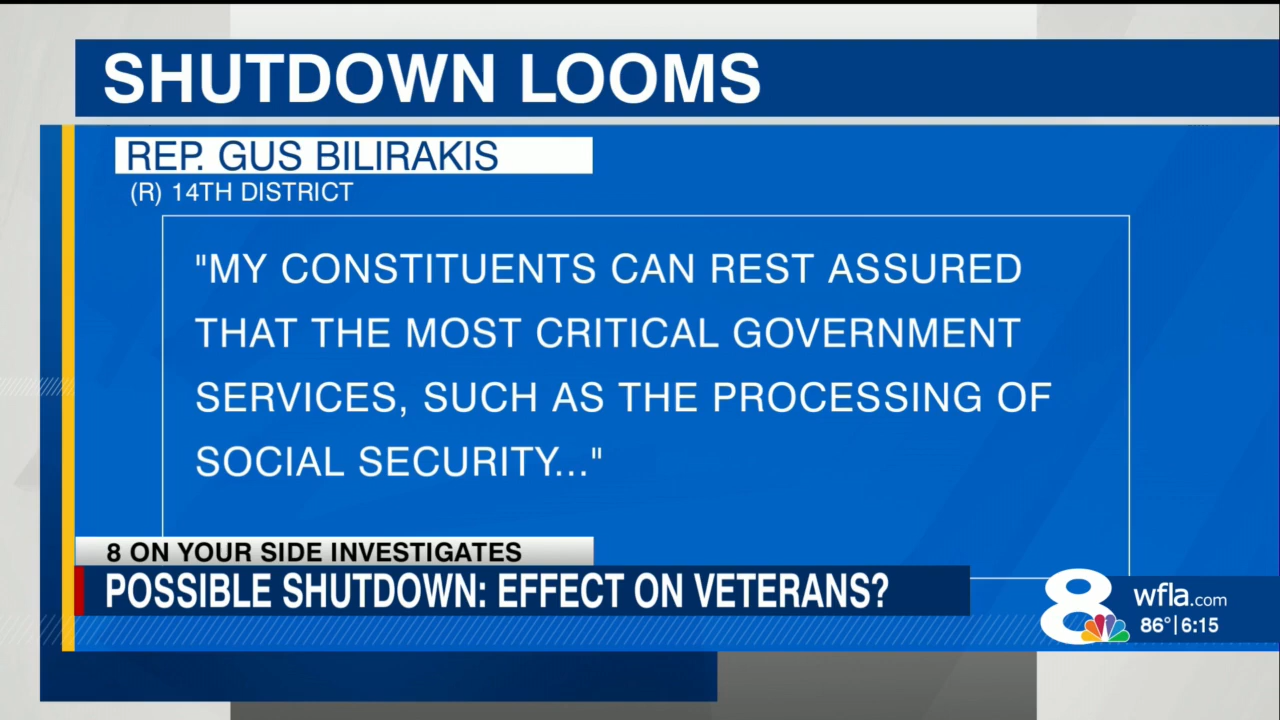 SHUTDOWN LOOMS
REP. GUS BILIRAKIS
(R) 14TH DISTRICT
"MY CONSTITUENTS CAN REST ASSURED
THAT THE MOST CRITICAL GOVERNMENT
SERVICES, SUCH AS THE PROCESSING OF
SOCIAL SECURITY..."
8 ON YOUR SIDE INVESTIGATES
POSSIBLE SHUTDOWN: EFFECT ON VETERANS?
8 wfla.com
86° | 6:15